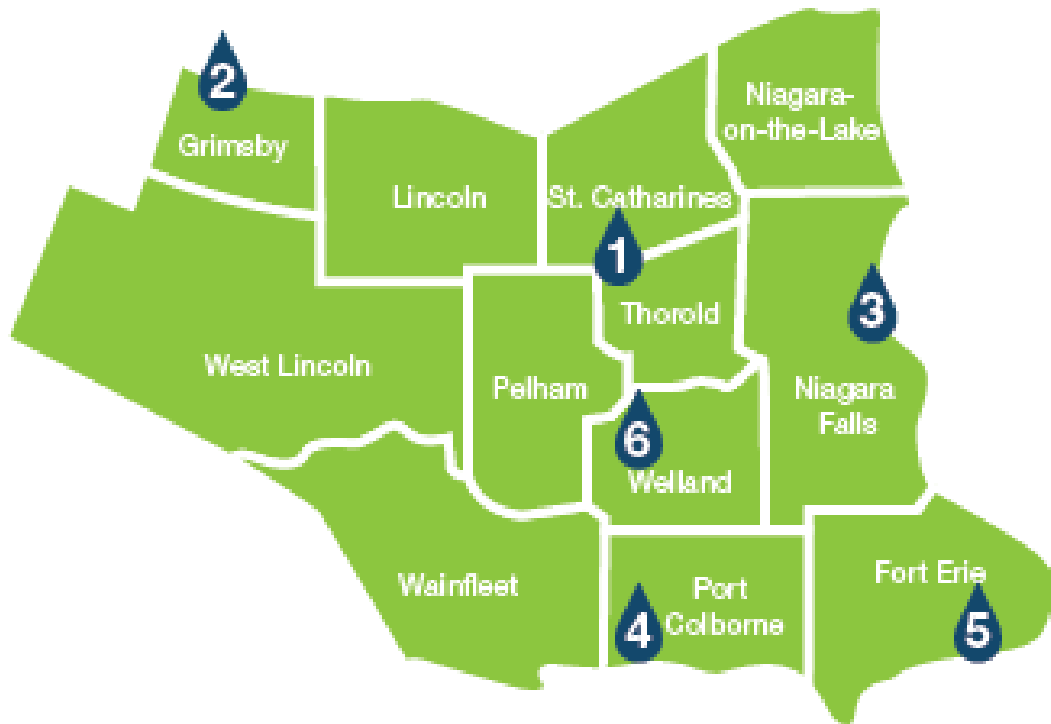 2
Grimsby
Niagara-
on-the-Lake
Lincoln
St. Catharines
1
Thorold
3
West Lincoln
Pelham
Niagara
Falls
6
Welland
Wainfleet
Port
Colborne
4
Fort Erie
5